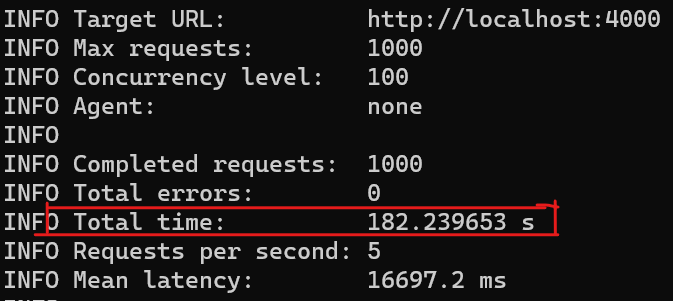 INFO Target URL: http://localhost:4000
INFO Max requests: 1000
INFO Concurrency level: 100
INFO Agent: none
INFO
INFO Completed requests: 1000
INFO Total errors: 0
INFO Total time: 182.239653 s
INFO Requests per second: 5
INFO Mean latency: 16697.2 ms